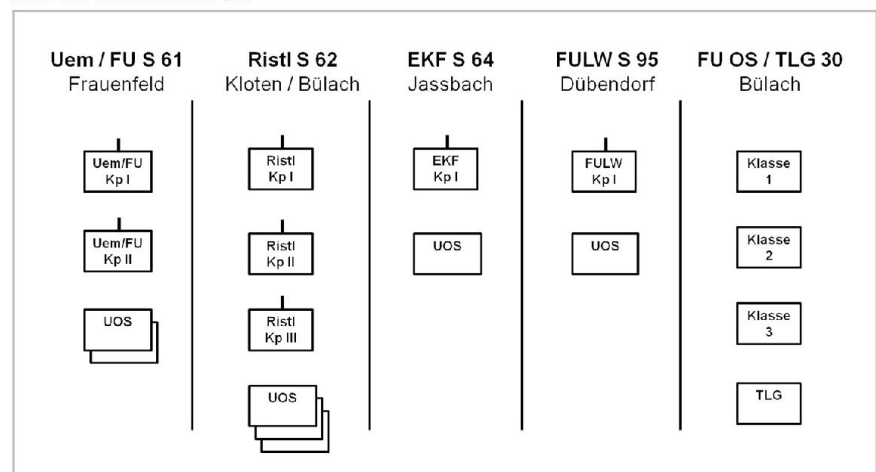 Uem / FU S 61
Frauenfeld
Uem/FU
Kp I
Uem/FU
Kp II
UOS
Ristl S 62
Kloten / Bülach
Ristl
Kp I
Ristl
Kp II
Ristl
Kp III
UOS
EKF S 64
Jassbach
EKF
Kp I
UOS
FULW S 95
Dübendorf
FULW
Kp I
UOS
FU OS / TLG 30
Bülach
Klasse
1
Klasse
2
Klasse
3
TLG